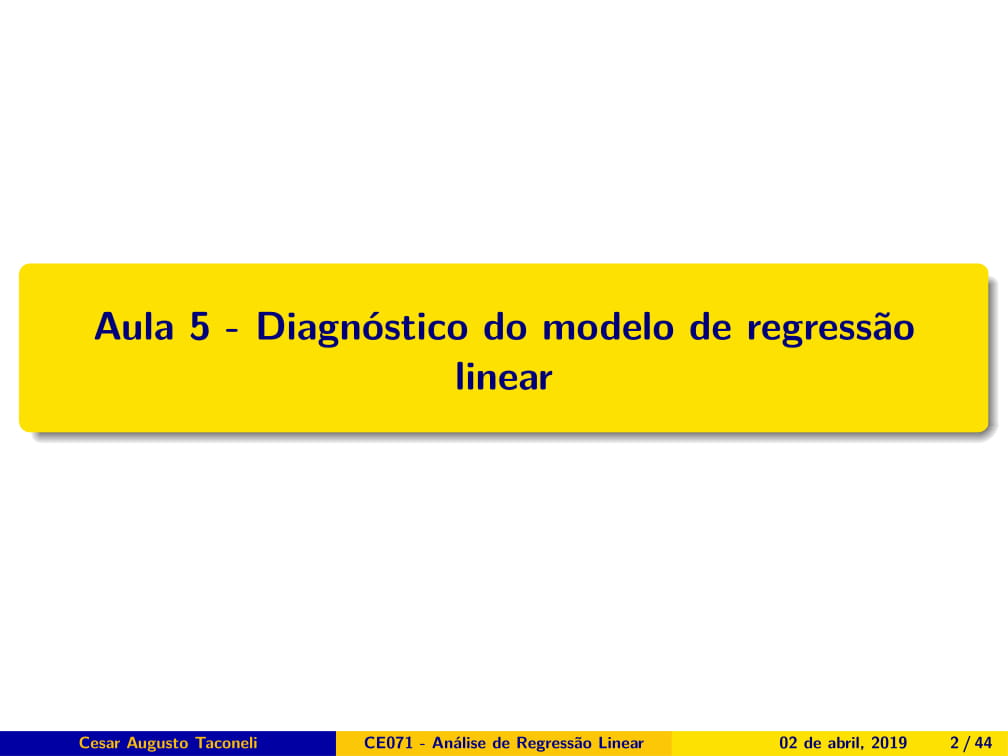 Aula 5 - Diagnóstico do modelo de regressão
linear
Cesar Augusto Taconeli
CE071 - Análise de Regressão Linear
02 de abril, 2019
2 / 44